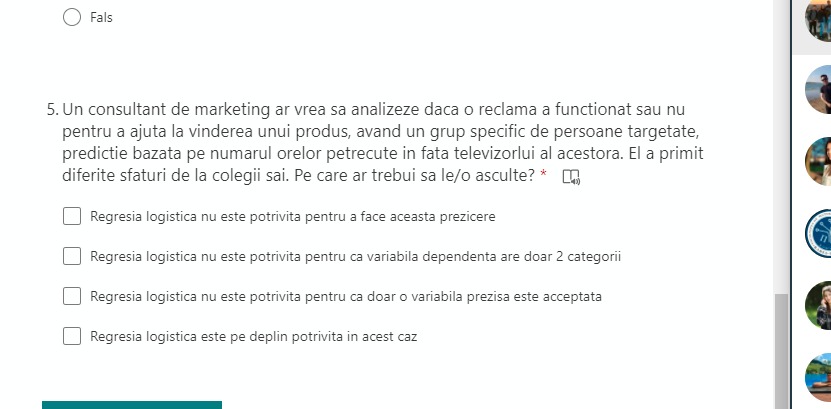 Fals
5. Un consultant de marketing ar vrea sa analizeze daca o reclama a functionat sau nu
pentru a ajuta la vinderea unui produs, avand un grup specific de persoane targetate,
predictie bazata pe numarul orelor petrecute in fata televizorlui al acestora. El a primit
diferite sfaturi de la colegii sai. Pe care ar trebui sa le/o asculte? *
Regresia logistica nu este potrivita pentru a face aceasta prezicere
Regresia logistica nu este potrivita pentru ca variabila dependenta are doar 2 categorii
Regresia logistica nu este potrivita pentru ca doar o variabila prezisa este acceptata
Regresia logistica este pe deplin potrivita in acest caz